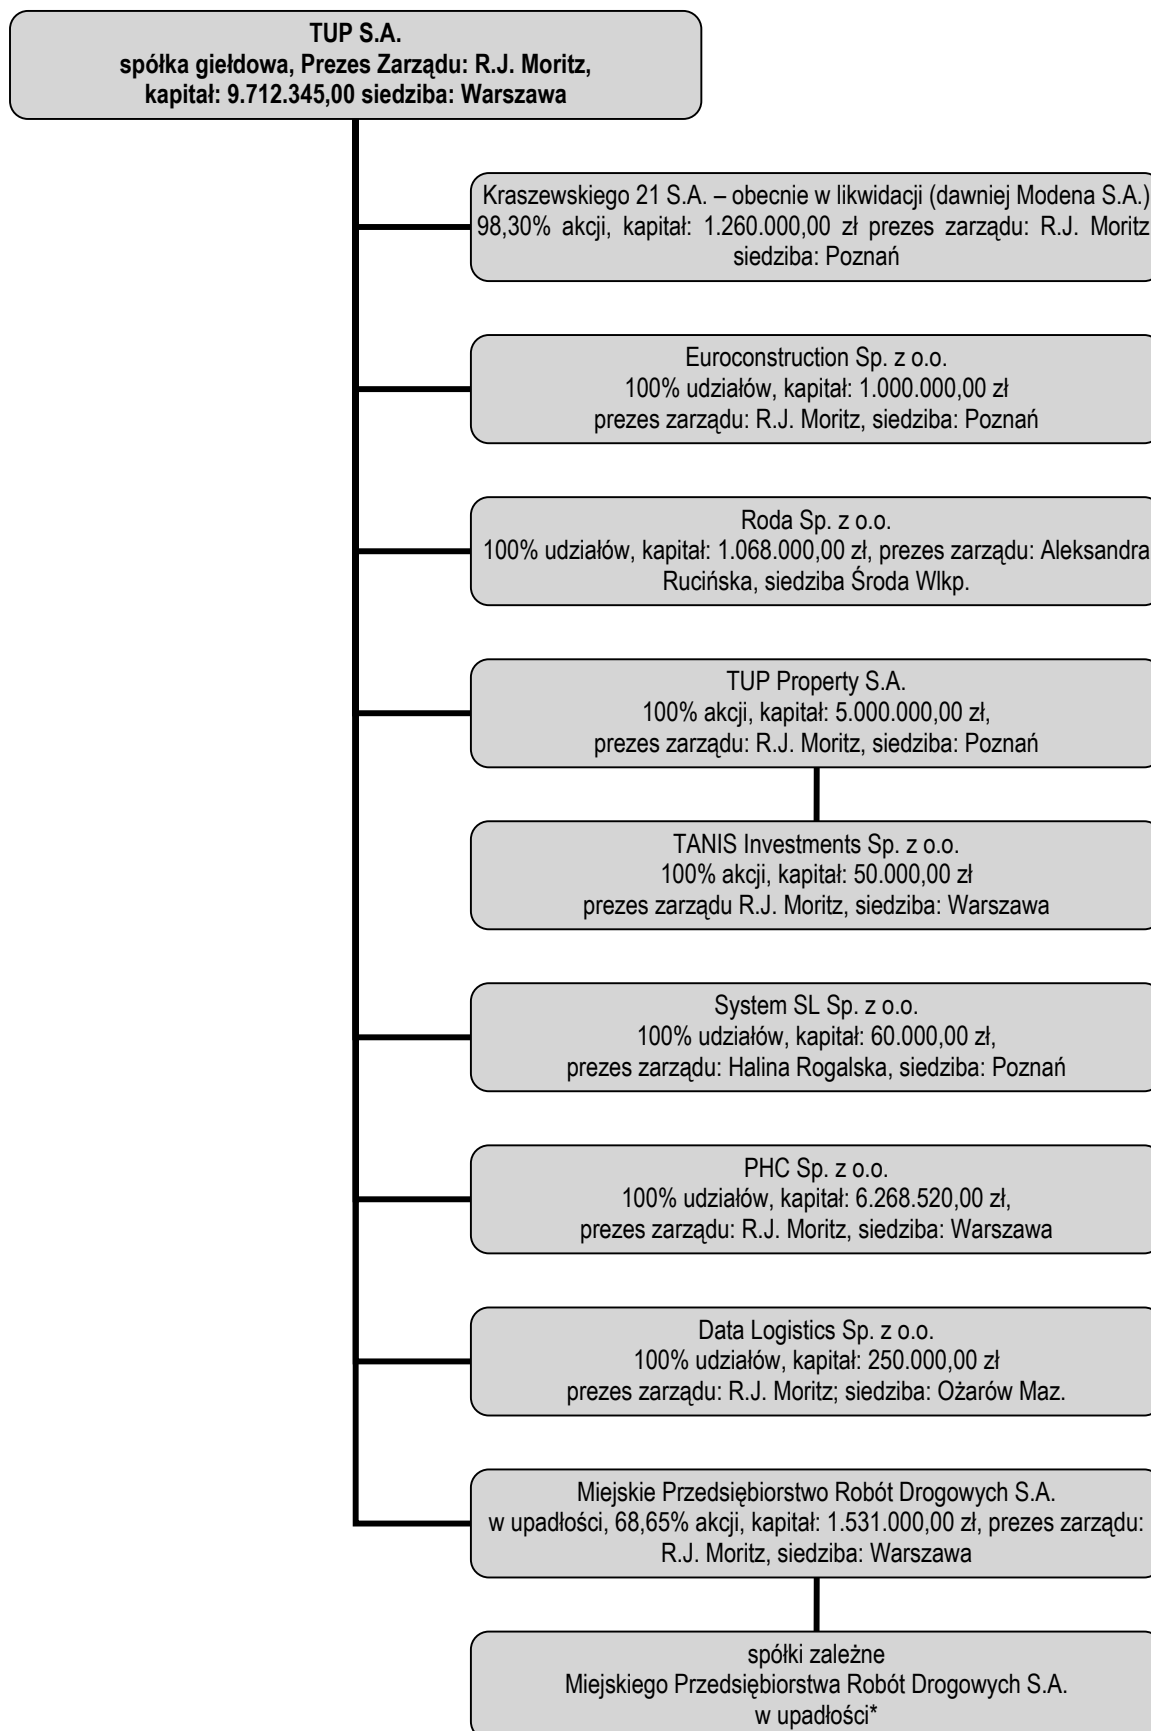 TUP S.A.
spółka giełdowa, Prezes Zarządu: R.J. Moritz,
kapitał: 9.712.345,00 siedziba: Warszawa
Kraszewskiego 21 S.A. – obecnie w likwidacji (dawniej Modena S.A.)
98,30% akcji, kapitał: 1.260.000,00 zł prezes zarządu: R.J. Moritz
siedziba: Poznań
Euroconstruction Sp. z o.o.
100% udziałów, kapitał: 1.000.000,00 zł
prezes zarządu: R.J. Moritz, siedziba: Poznań
Roda Sp. z o.o.
100% udziałów, kapitał: 1.068.000,00 zł, prezes zarządu: Aleksandra
Rucińska, siedziba Środa Wlkp.
TUP Property S.A.
100% akcji, kapitał: 5.000.000,00 zł,
prezes zarządu: R.J. Moritz, siedziba: Poznań
TANIS Investments Sp. z o.o.
100% akcji, kapitał: 50.000,00 zł
prezes zarządu R.J. Moritz, siedziba: Warszawa
System SL Sp. z o.o.
100% udziałów, kapitał: 60.000,00 zł,
prezes zarządu: Halina Rogalska, siedziba: Poznań
PHC Sp. z o.o.
100% udziałów, kapitał: 6.268.520,00 zł,
prezes zarządu: R.J. Moritz, siedziba: Warszawa
Data Logistics Sp. z o.o.
100% udziałów, kapitał: 250.000,00 zł
prezes zarządu: R.J. Moritz; siedziba: Ożarów Maz.
Miejskie Przedsiębiorstwo Robót Drogowych S.A.
w upadłości, 68,65% akcji, kapitał: 1.531.000,00 zł, prezes zarządu:
R.J. Moritz, siedziba: Warszawa
spółki zależne
Miejskiego Przedsiębiorstwa Robót Drogowych S.A.
w upadłości*